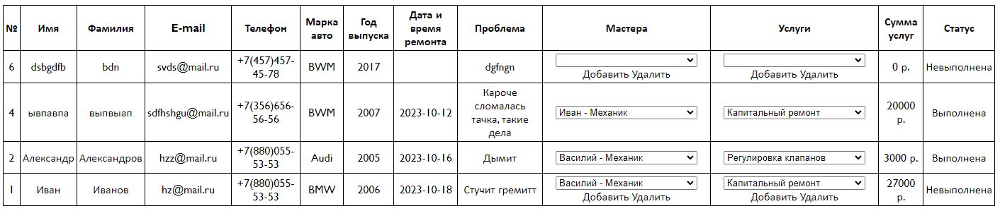 № Имя Фамилия E-mail Телефон Марка авто Год выпуска Дата и время ремонта Проблема Мастера Услуги Сумма услуг Статус
6 dsbgdfb bdn svds@mail.ru +7(457)457-45-78 BWM 2017 dgfngn Добавить Удалить Добавить Удалить 0 р. Невыполнена
4 ывпавпа выпвыап sdfhshgu@mail.ru +7(356)656-56-56 BWM 2007 2023-10-12 Кароче сломалась тачка, такие дела Иван - Механик Капитальный ремонт 20000 р. Выполнена
2 Александр Александров hzz@mail.ru +7(880)055-53-53 Audi 2005 2023-10-16 Дымит Василий - Механик Регулировка клапанов 3000 р. Выполнена
1 Иван Иванов hz@mail.ru +7(880)055-53-53 BMW 2006 2023-10-18 Стучит гремитт Василий - Механик Добавить Удалить Капитальный ремонт Добавить Удалить 27000 р. Невыполнена